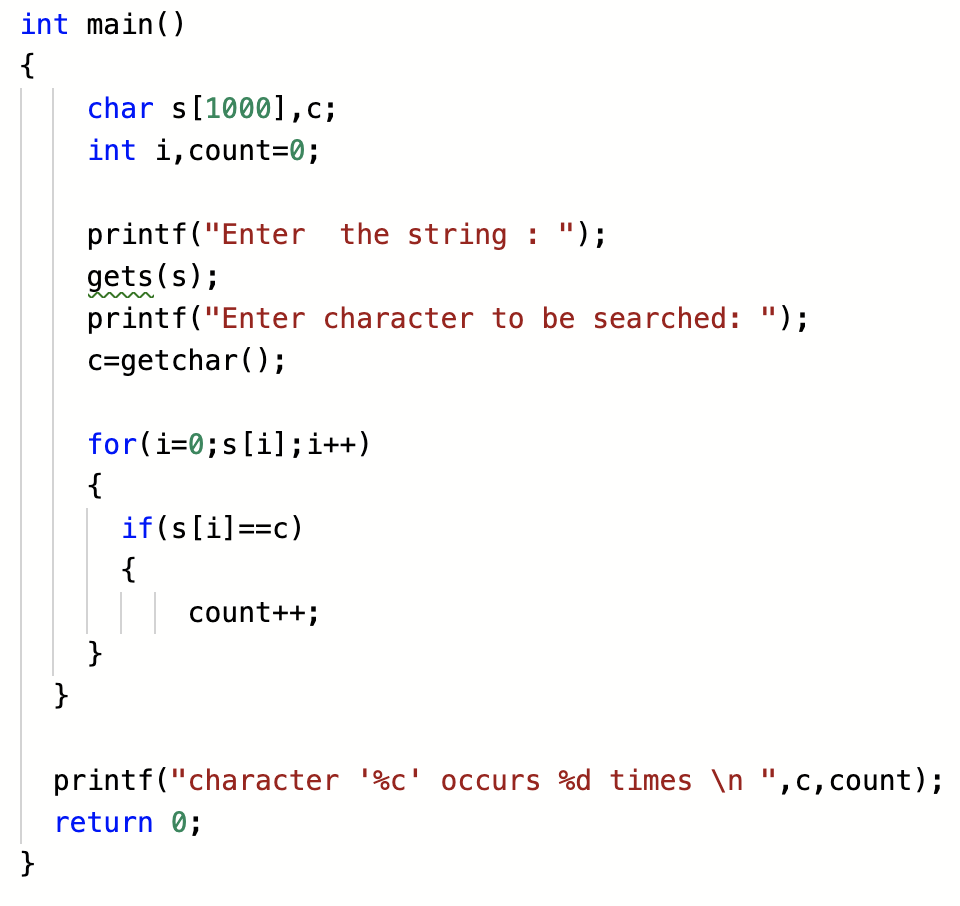 int main()
{
    char s[1000],c;
    int i,count=0;

    printf("Enter  the string : ");
    gets(s);
    printf("Enter character to be searched: ");
    c=getchar();

    for(i=0;s[i];i++)
    {
      if(s[i]==c)
      {
          count++;
    }
  }

  printf("character '%c' occurs %d times \n ",c,count);
  return 0;
}